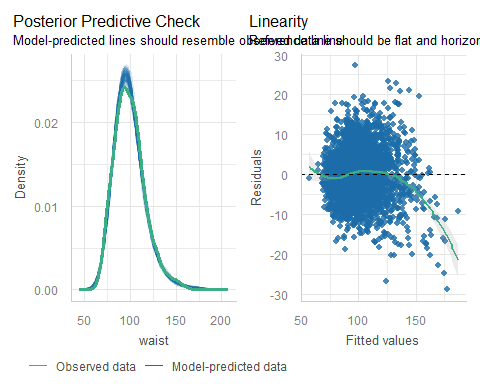 Posterior Predictive Check
Linearity
Model-predicted lines should resemble observed data line
Reference line should be flat and horizon
0.02
0.01
0.00
Density
50 100 150 200
waist
30
20
10
0
-10
-20
-30
Residuals
50 100 150
Fitted values
Observed data
Model-predicted data